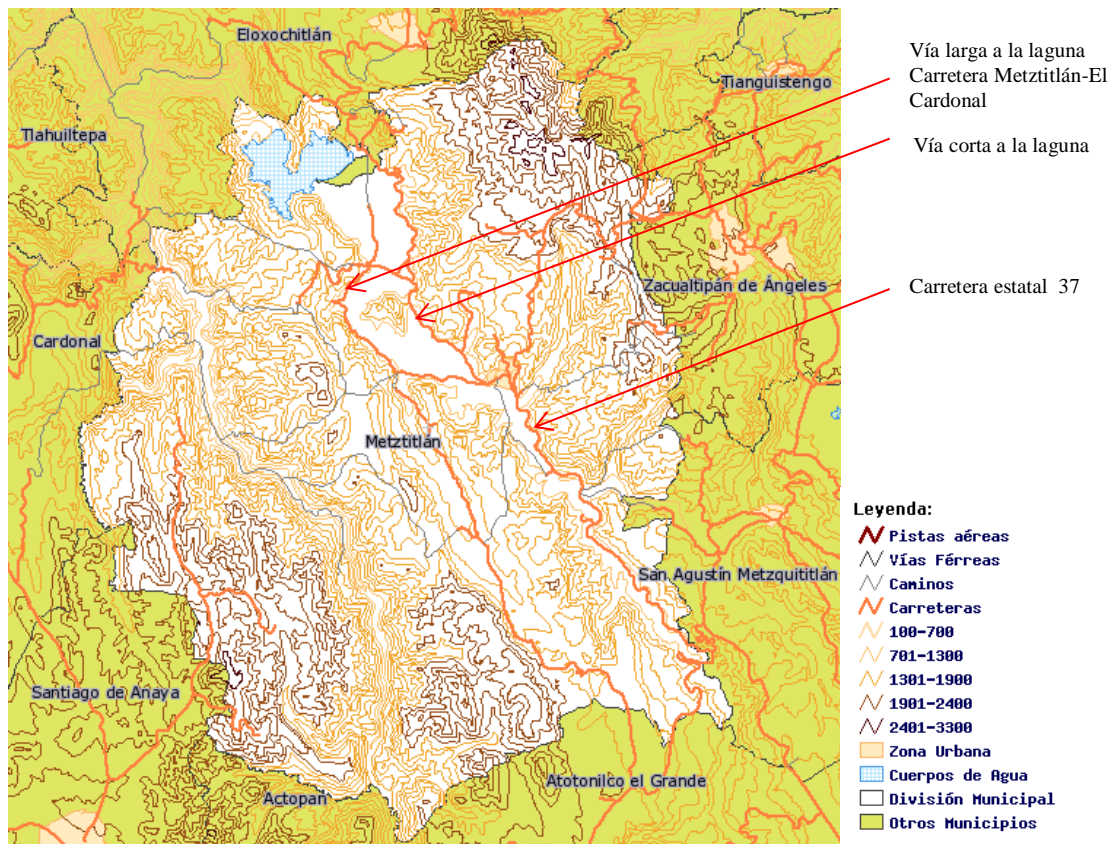 Eloxochitlán
Tianguistengo
Tlahuiltepa
Zacualtipán de Ángeles
Cardonal
Metztitlán
San Agustín Metzquititlán
Santiago de Anaya
Atotonilco el Grande
Actopan
Vía larga a la laguna
Carretera Metztitlán-El
Cardonal
Vía corta a la laguna
Carretera estatal 37
Leyenda:
Pistas aéreas
Vías Férreas
Caminos
Carreteras
100-700
701-1300
1301-1900
1901-2400
2401-3300
Zona Urbana
Cuerpos de Agua
División Municipal
Otros Municipios